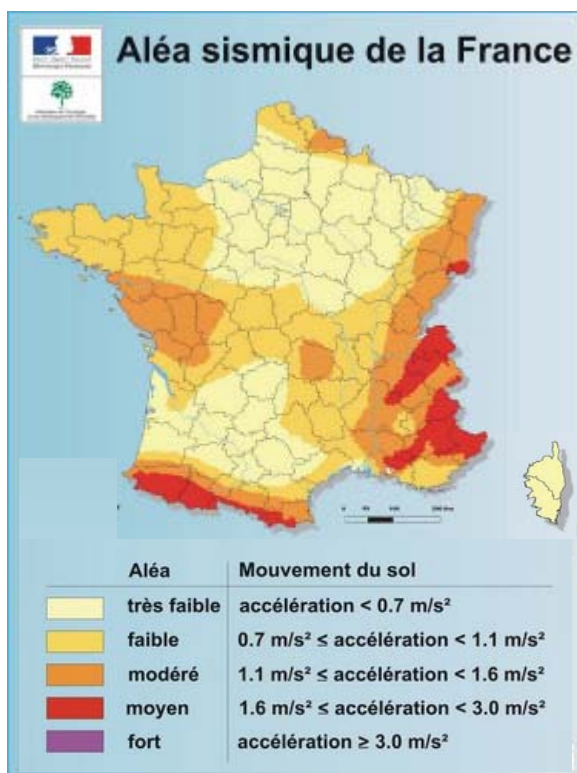 Aléa sismique de la France
Aléa Mouvement du sol
très faible accélération < 0.7 m/s²
faible 0.7 m/s² ≤ accélération < 1.1 m/s²
modéré 1.1 m/s² ≤ accélération < 1.6 m/s²
moyen 1.6 m/s² ≤ accélération < 3.0 m/s²
fort accélération ≥ 3.0 m/s²